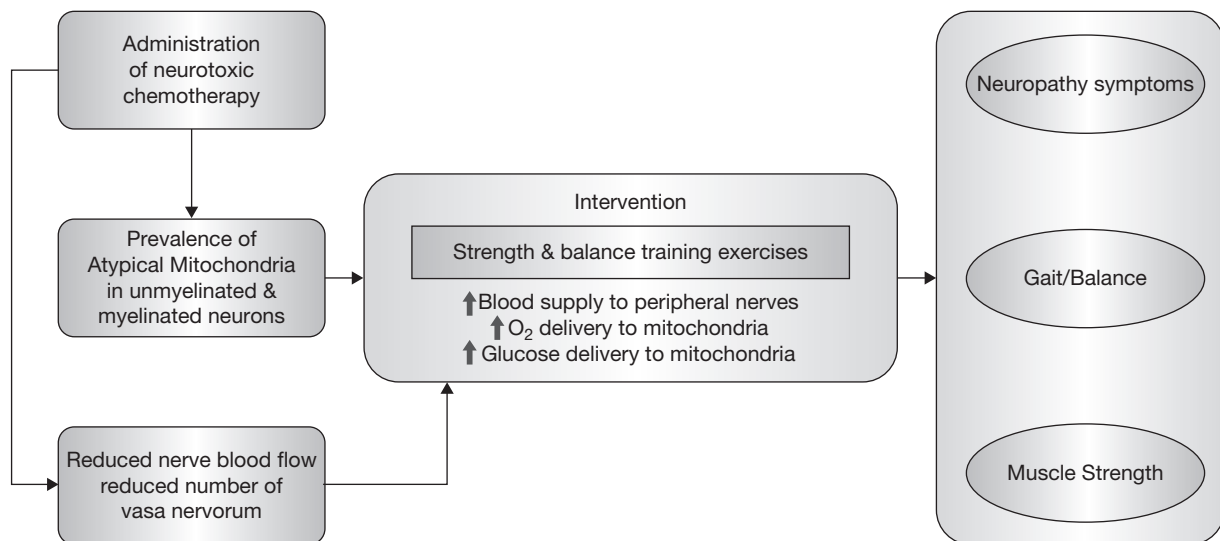 Administration
of neurotoxic
chemotherapy
Prevalence of
Atypical Mitochondria
in unmyelinated &
myelinated neurons
Reduced nerve blood flow
reduced number of
vasa nervorum
Intervention
Strength & balance training exercises
Blood supply to peripheral nerves
O₂ delivery to mitochondria
Glucose delivery to mitochondria
Neuropathy symptoms
Gait/Balance
Muscle Strength